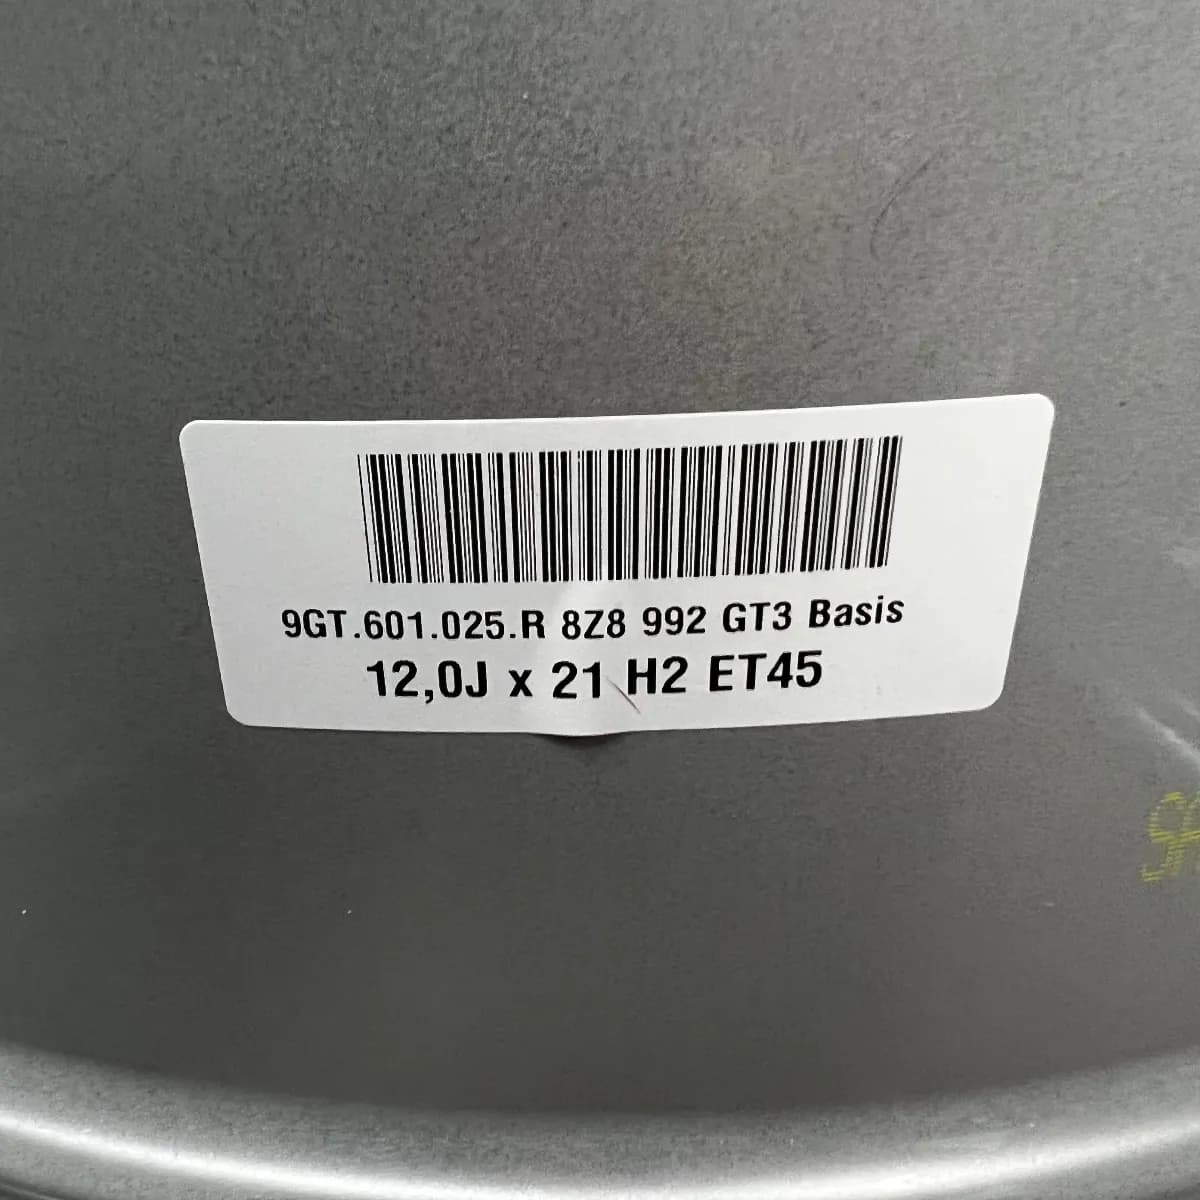 9GT.601.025.R 8Z8 992 GT3 Basis
12,0J x 21 H2 ET45